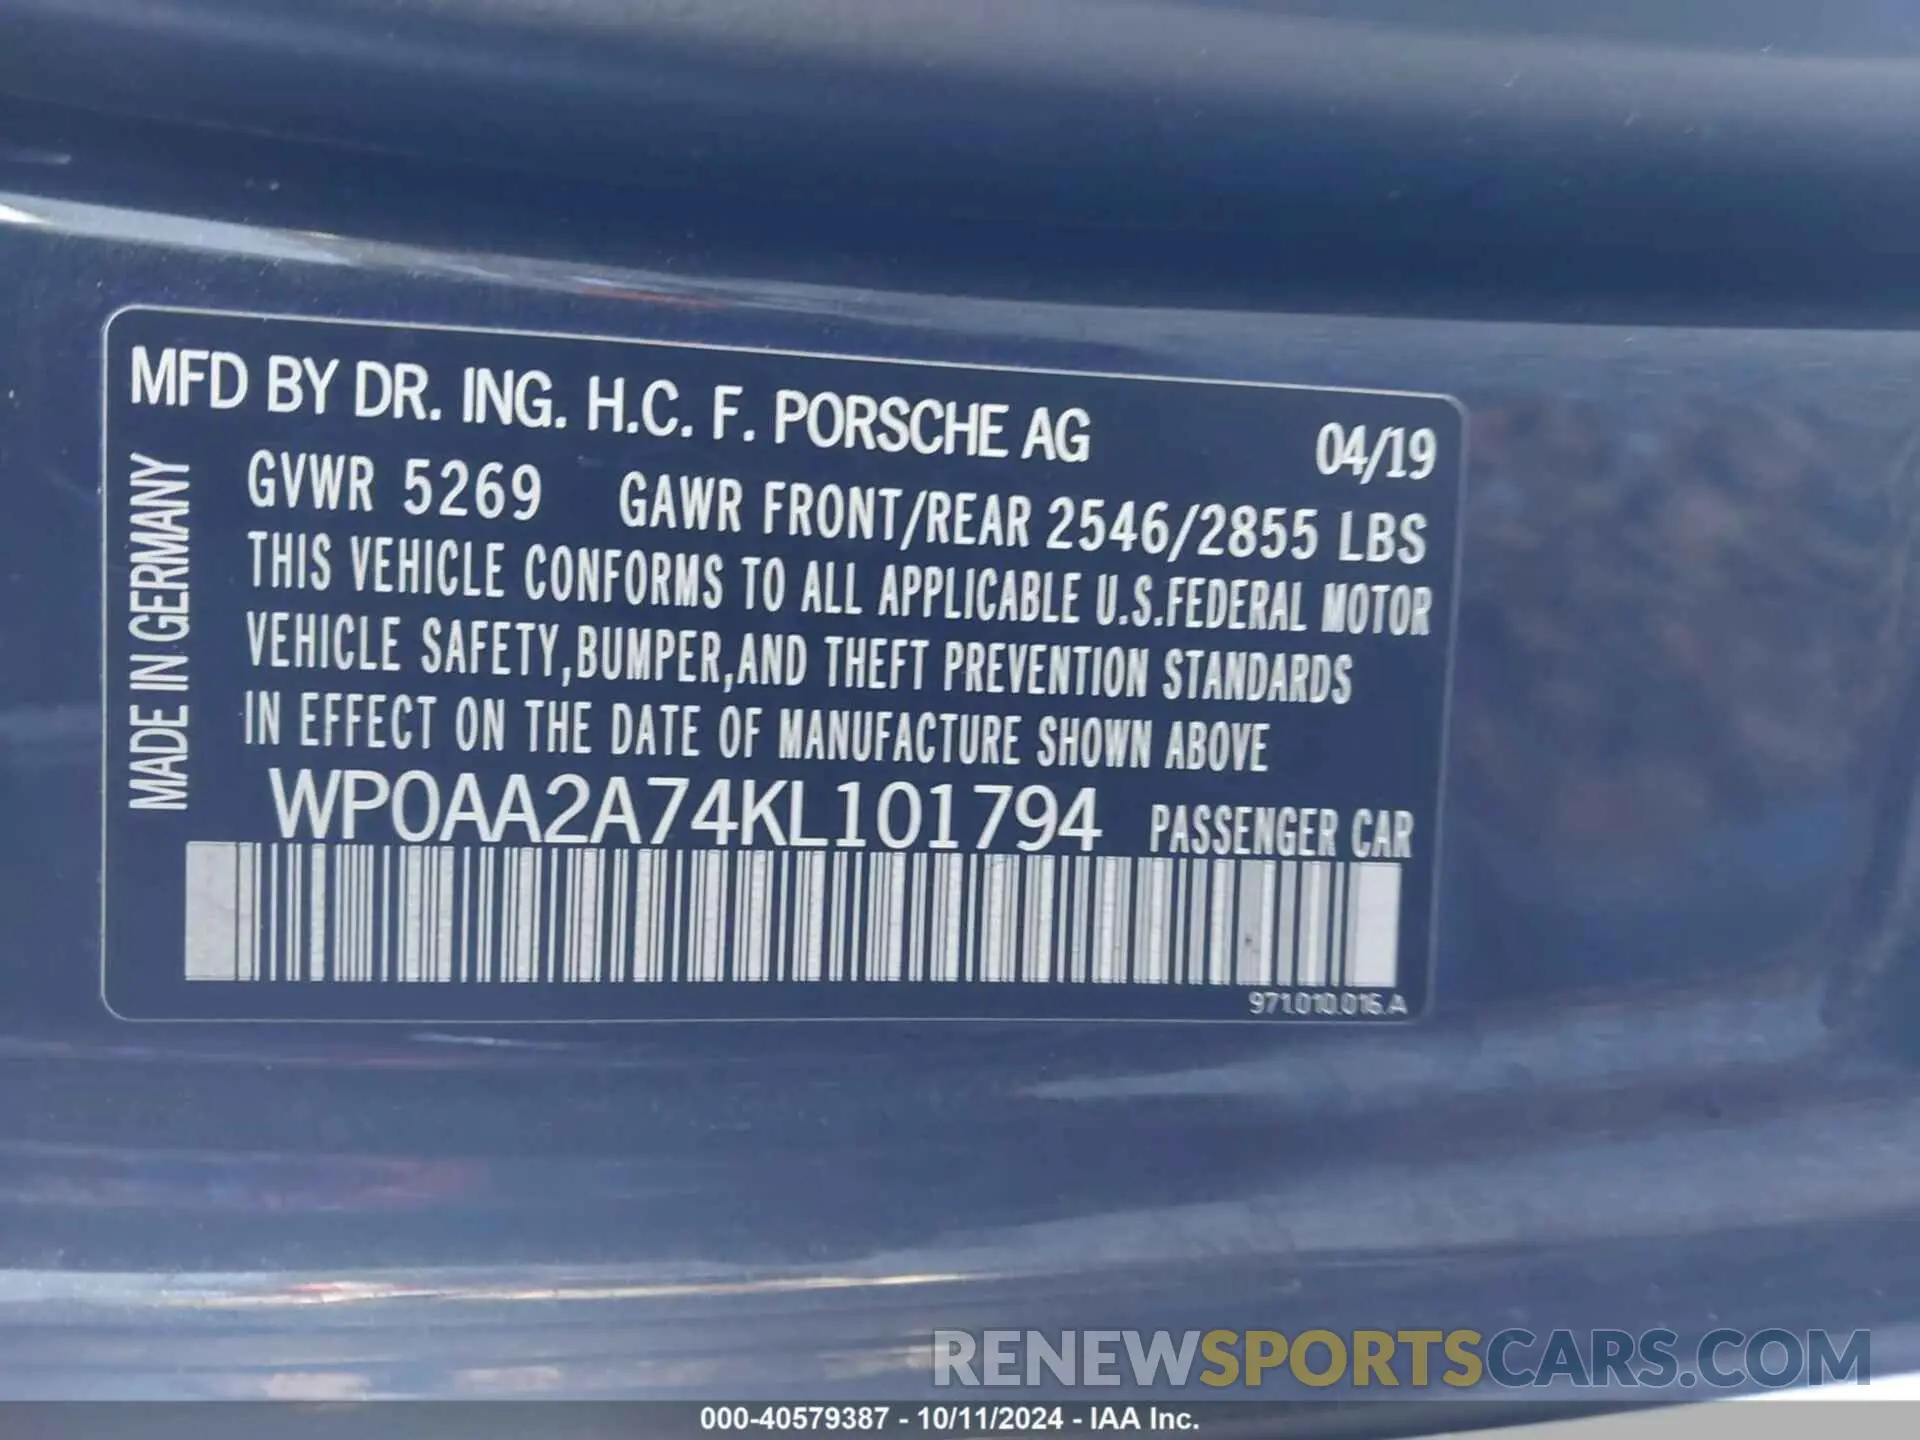 MFD BY DR. ING. H.C. F. PORSCHE AG 04/19
MADE IN GERMANY
GVWR 5269 GAWR FRONT/REAR 2546/2855 LBS
THIS VEHICLE CONFORMS TO ALL APPLICABLE U.S.FEDERAL MOTOR
VEHICLE SAFETY,BUMPER,AND THEFT PREVENTION STANDARDS
IN EFFECT ON THE DATE OF MANUFACTURE SHOWN ABOVE
WP0AA2A74KL101794 PASSENGER CAR
971.010.016.A
RENEWSPORTSCARS.COM
000-40579387 - 10/11/2024 - IAA Inc.